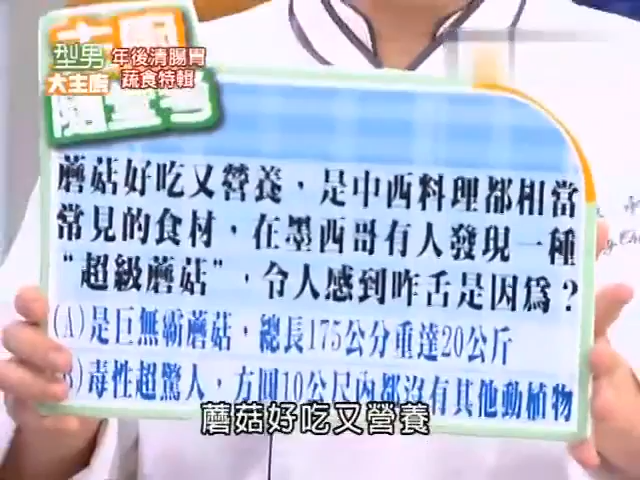 型男
大主廚
年後清腸胃
蔬食特輯
隨堂考
蘑菇好吃又營養，是中西料理都相當
常見的食材，在墨西哥有人發現一種
“超級蘑菇”，令人感到咋舌是因為？
(A)是巨無霸蘑菇，總長175公分重達20公斤
(B)毒性超驚人，方圓10公尺內都沒有其他動植物
蘑菇好吃又營養